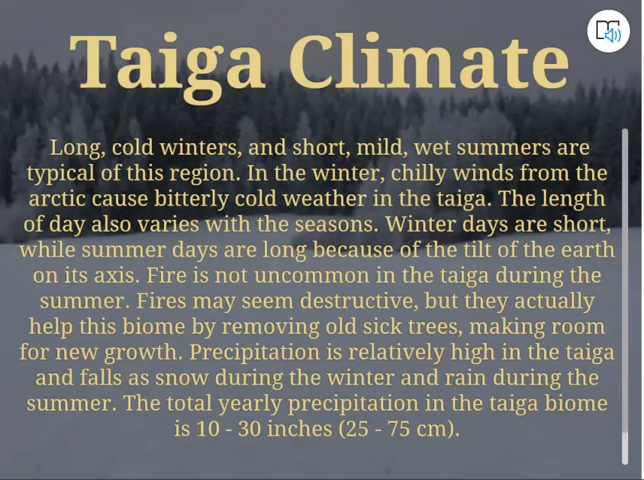 Taiga Climate
Long, cold winters, and short, mild, wet summers are
typical of this region. In the winter, chilly winds from the
arctic cause bitterly cold weather in the taiga. The length
of day also varies with the seasons. Winter days are short,
while summer days are long because of the tilt of the earth
on its axis. Fire is not uncommon in the taiga during the
summer. Fires may seem destructive, but they actually
help this biome by removing old sick trees, making room
for new growth. Precipitation is relatively high in the taiga
and falls as snow during the winter and rain during the
summer. The total yearly precipitation in the taiga biome
is 10 - 30 inches (25 - 75 cm).